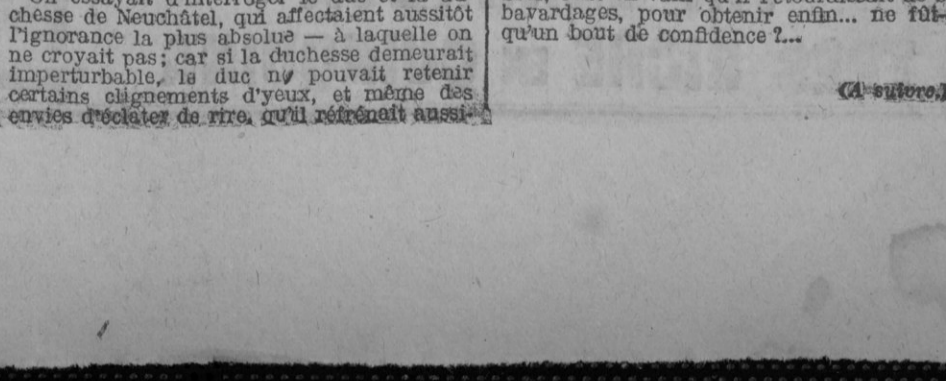 chesse de Neuchâtel, qui affectaient aussitôt
l'ignorance la plus absolue — à laquelle on
ne croyait pas ; car si la duchesse demeurait
imperturbable, le duc ny pouvait retenir
certains clignements d'yeux, et même des
envies d'éclater de rire, qu'il réfrénait aussi-
bavardages, pour obtenir enfin... ne fût-
qu'un bout de confidence ?...
(A suivre.)